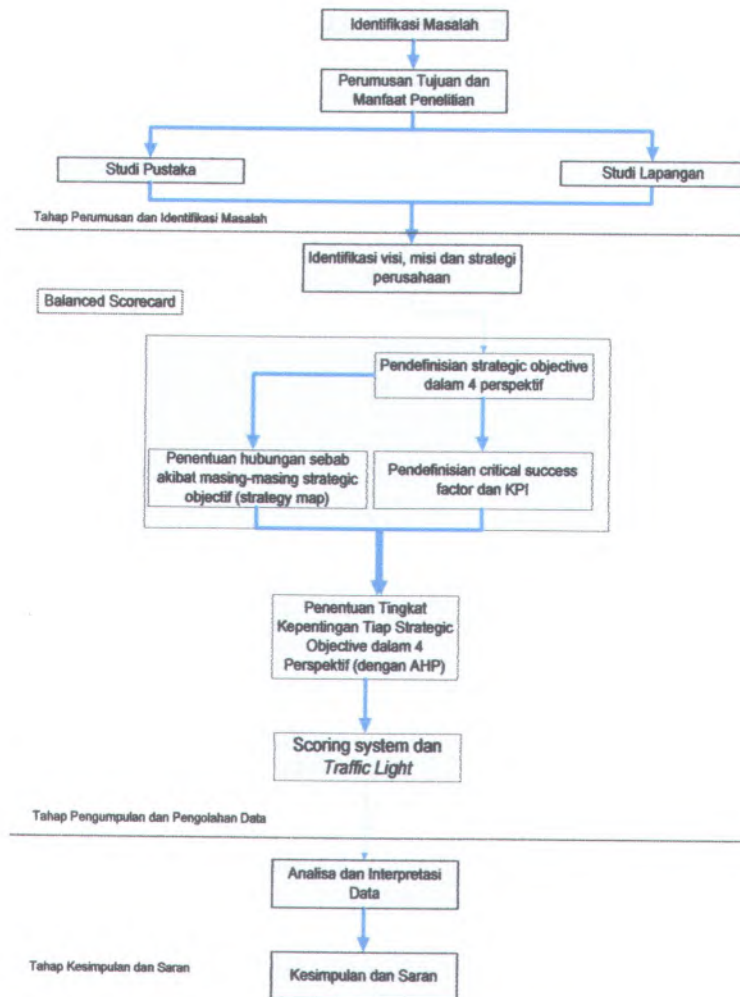 Identifikasi Masalah
Perumusan Tujuan dan
Manfaat Penelitian
Studi Pustaka
Studi Lapangan
Tahap Perumusan dan Identifikasi Masalah
Identifikasi visi, misi dan strategi
perusahaan
Balanced Scorecard
Pendefinisian strategic objective
dalam 4 perspektif
Penentuan hubungan sebab
akibat masing-masing strategic
objectif (strategy map)
Pendefinisian critical success
factor dan KPI
Penentuan Tingkat
Kepentingan Tiap Strategic
Objective dalam 4
Perspektif (dengan AHP)
Scoring system dan
Traffic Light
Tahap Pengumpulan dan Pengolahan Data
Analisa dan Interpretasi
Data
Tahap Kesimpulan dan Saran
Kesimpulan dan Saran